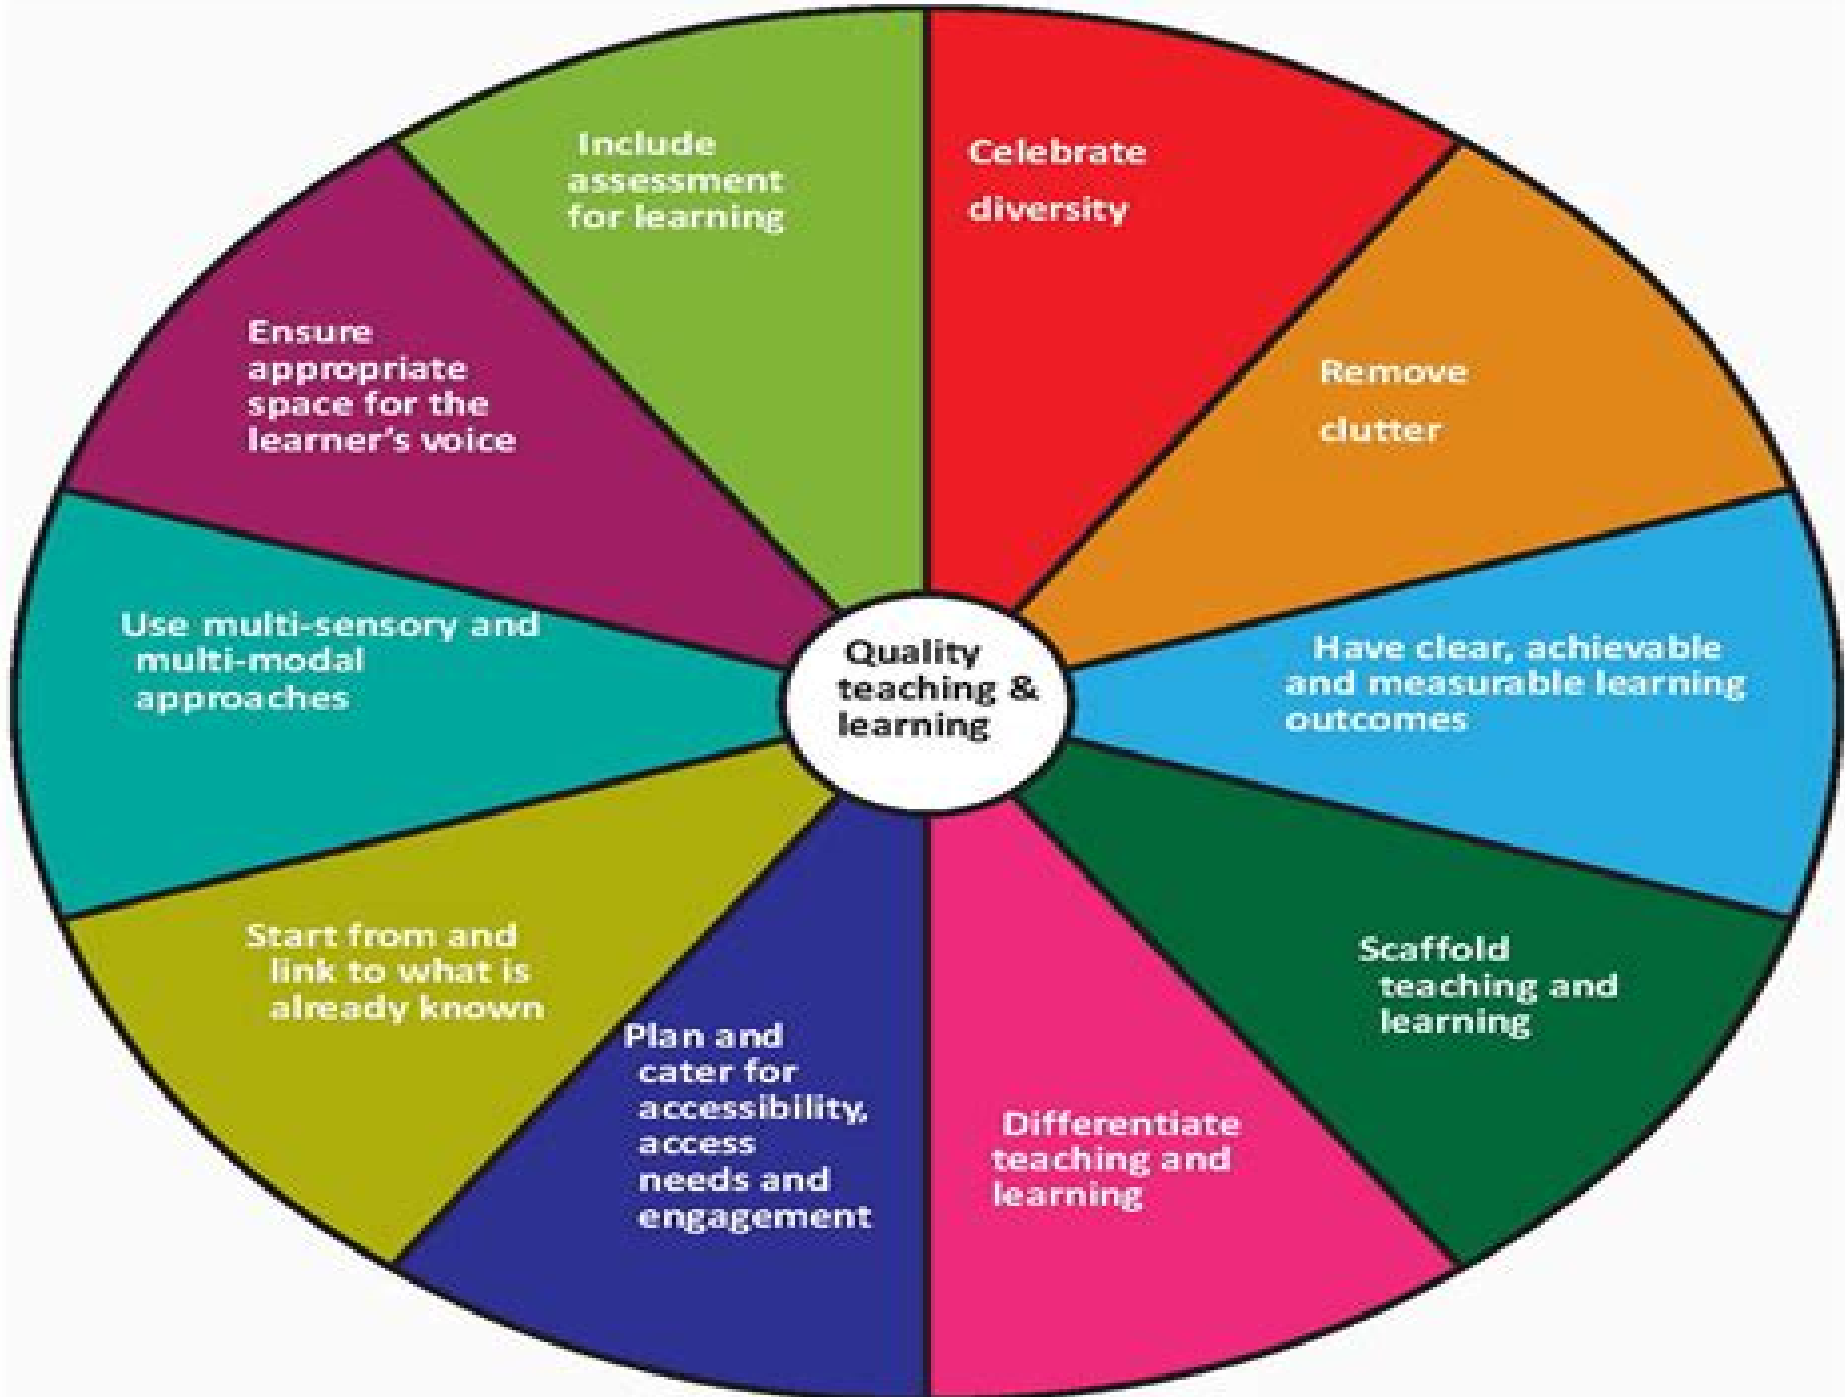 Include
assessment
for learning
Celebrate
diversity
Remove
clutter
Have clear, achievable
and measurable learning
outcomes
Scaffold
teaching and
learning
Differentiate
teaching and
learning
Plan and
cater for
accessibility,
access
needs and
engagement
Start from and
link to what is
already known
Use multi-sensory and
multi-modal
approaches
Ensure
appropriate
space for the
learner's voice
Quality
teaching &
learning